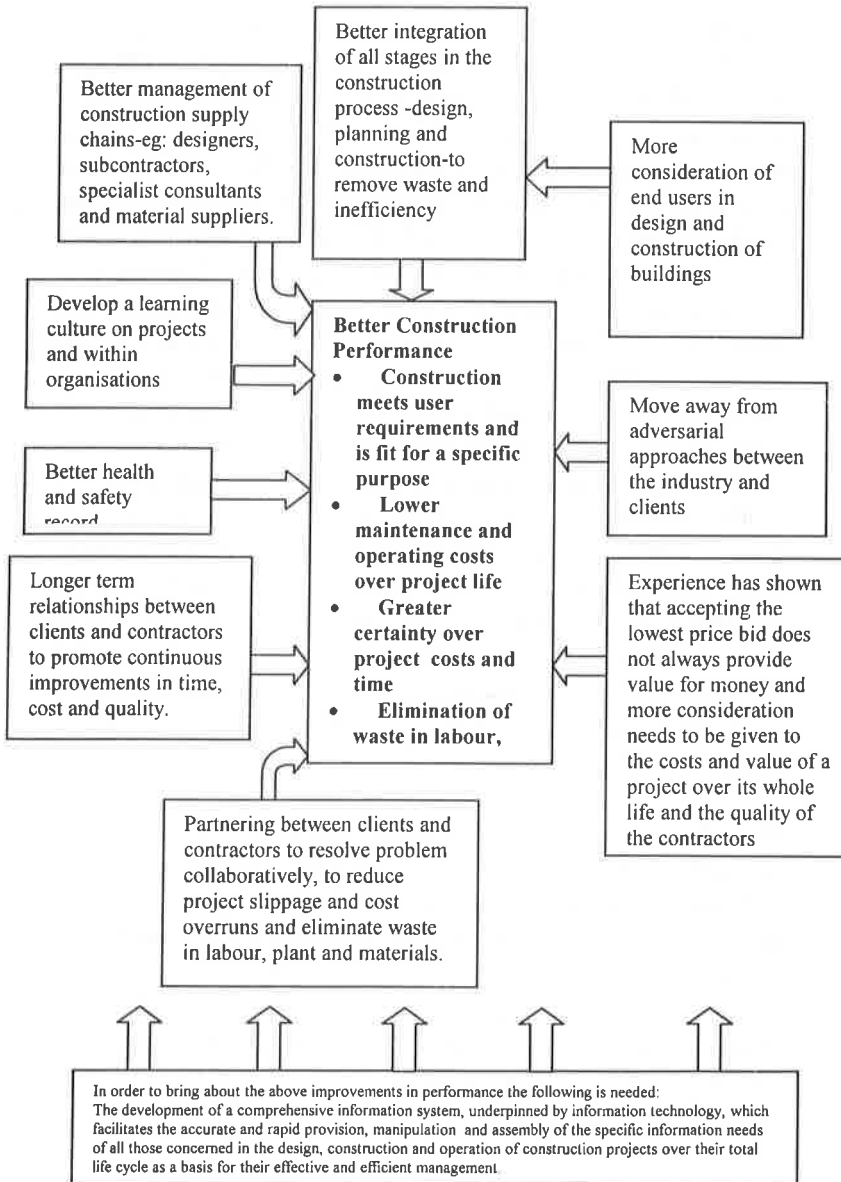 Better integration
of all stages in the
construction
process -design,
planning and
construction-to
remove waste and
inefficiency
Better management of
construction supply
chains-eg: designers,
subcontractors,
specialist consultants
and material suppliers.
More
consideration of
end users in
design and
construction of
buildings
Develop a learning
culture on projects
and within
organisations
Better Construction
Performance
• Construction
meets user
requirements and
is fit for a specific
purpose
• Lower
maintenance and
operating costs
over project life
• Greater
certainty over
project costs and
time
• Elimination of
waste in labour,
Move away from
adversarial
approaches between
the industry and
clients
Better health
and safety
record
Longer term
relationships between
clients and contractors
to promote continuous
improvements in time,
cost and quality.
Experience has shown
that accepting the
lowest price bid does
not always provide
value for money and
more consideration
needs to be given to
the costs and value of a
project over its whole
life and the quality of
the contractors
Partnering between clients and
contractors to resolve problem
collaboratively, to reduce
project slippage and cost
overruns and eliminate waste
in labour, plant and materials.
In order to bring about the above improvements in performance the following is needed:
The development of a comprehensive information system, underpinned by information technology, which
facilitates the accurate and rapid provision, manipulation and assembly of the specific information needs
of all those concerned in the design, construction and operation of construction projects over their total
life cycle as a basis for their effective and efficient management